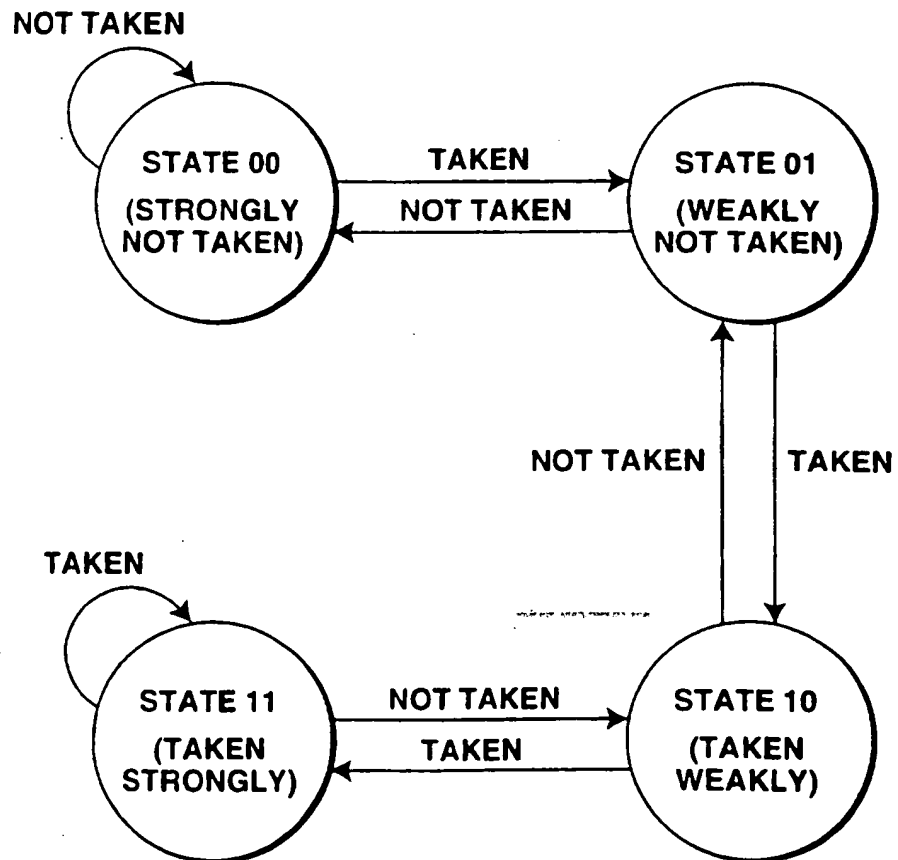 NOT TAKEN
STATE 00
(STRONGLY
NOT TAKEN)
TAKEN
NOT TAKEN
STATE 01
(WEAKLY
NOT TAKEN)
NOT TAKEN
TAKEN
TAKEN
STATE 11
(TAKEN
STRONGLY)
NOT TAKEN
TAKEN
STATE 10
(TAKEN
WEAKLY)